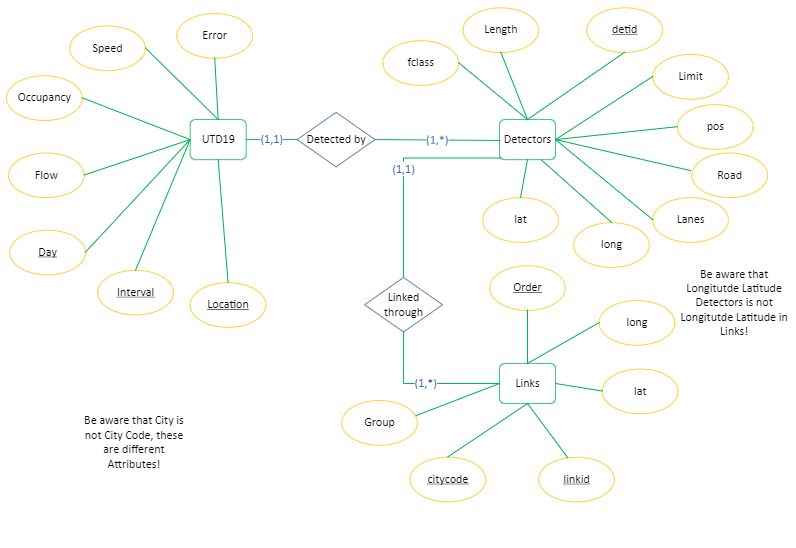 Error
Speed
Length
detid
fclass
Limit
Occupancy
pos
UTD19
(1,1)
Detected by
(1,*)
Detectors
(1,1)
Flow
Road
lat
Lanes
long
Day
Interval
Location
Order
Linked
through
Be aware that
Longitutde Latitude
Detectors is not
Longitutde Latitude in
Links!
long
(1,*)
Links
lat
Group
Be aware that City is
not City Code, these
are different
Attributes!
citycode
linkid